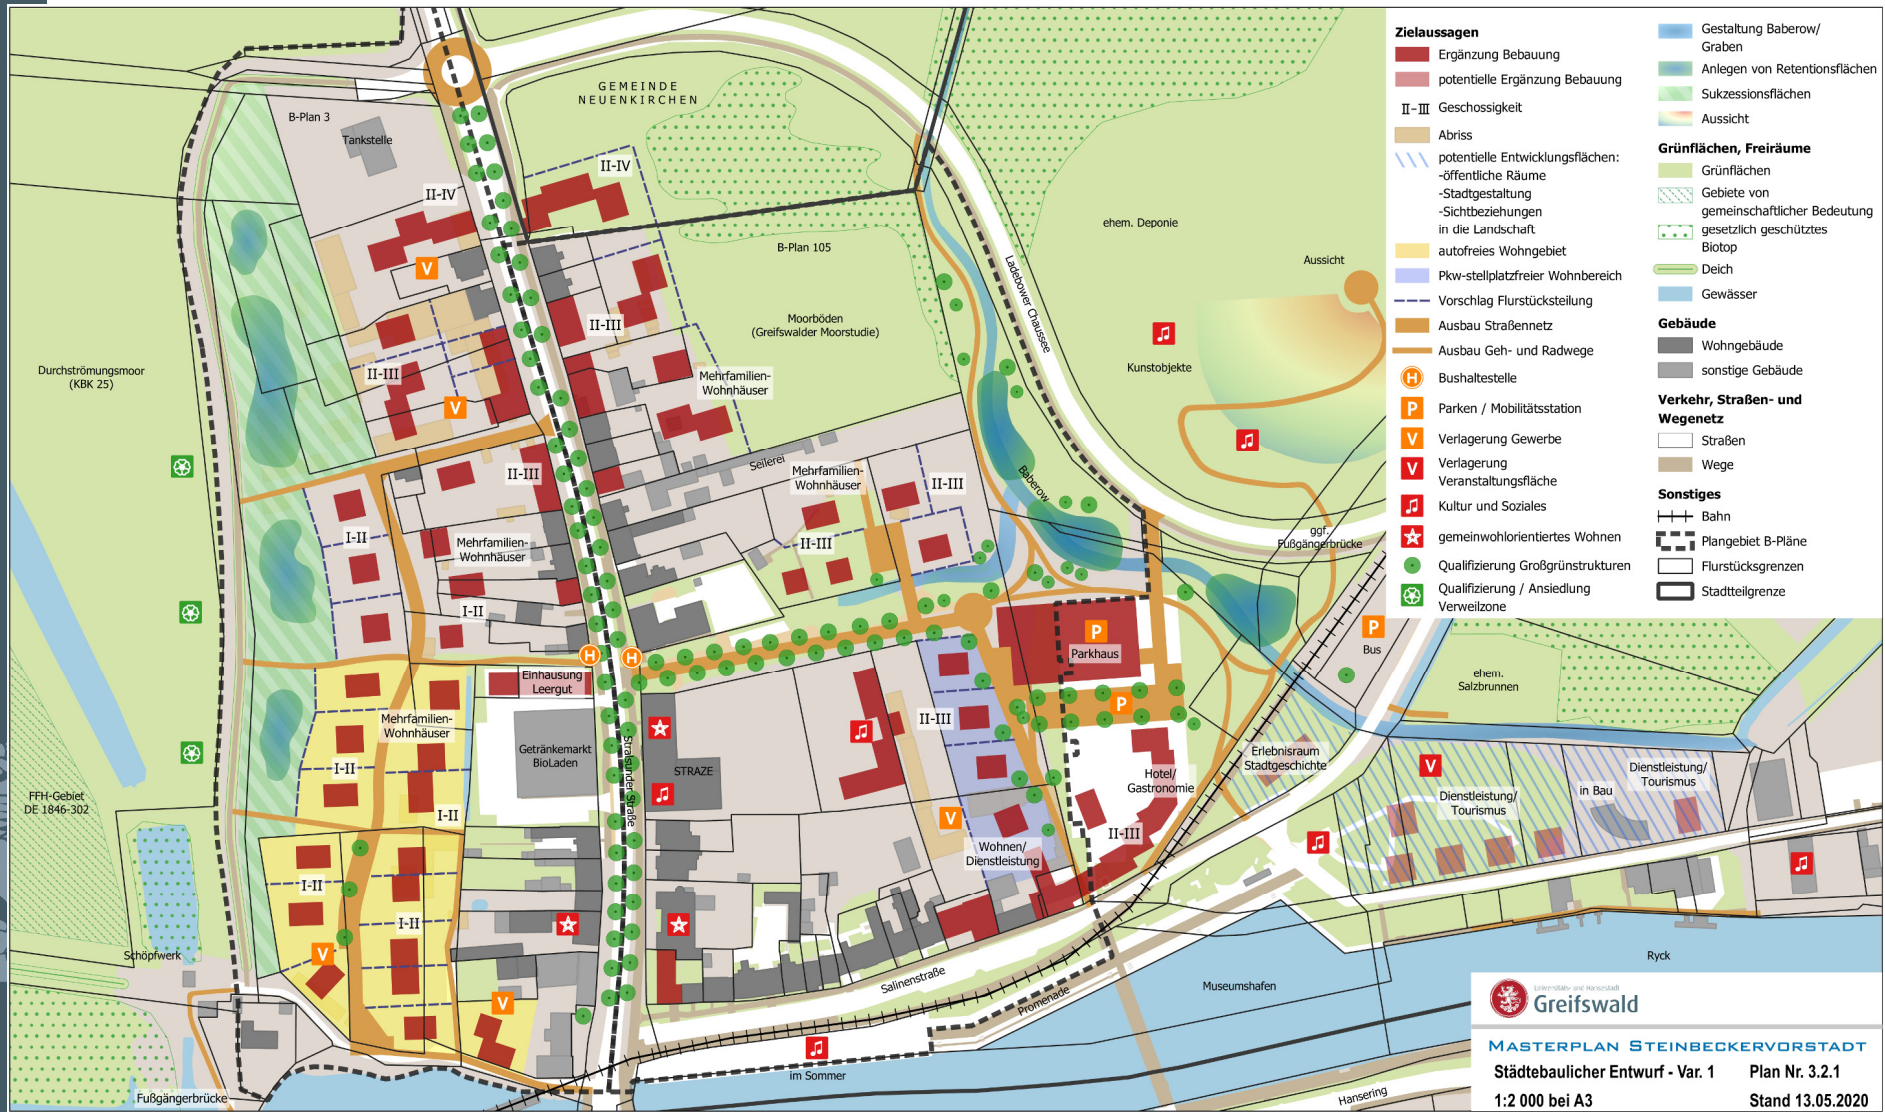 GEMEINDE
NEUENKIRCHEN
B-Plan 3
Tankstelle
II-IV
II-IV
B-Plan 105
ehem. Deponie
Aussicht
Ladebower Chaussee
V
Moorböden
(Greifswalder Moorstudie)
II-III
Kunstobjekte
Durchströmungsmoor
(KBK 25)
II-III
Mehrfamilien-
Wohnhäuser
V
Seilerei
Mehrfamilien-
Wohnhäuser
II-III
II-III
Baberow
I-II
Mehrfamilien-
Wohnhäuser
II-III
ggf.
Fußgängerbrücke
I-II
H
H
P
Parkhaus
P
Bus
Einhausung
Leergut
ehem.
Salzbrunnen
Mehrfamilien-
Wohnhäuser
II-III
P
Getränkemarkt
BioLaden
Stralsunder Straße
STRAZE
Erlebnisraum
Stadtgeschichte
I-II
V
Hotel/
Gastronomie
Dienstleistung/
Tourismus
in Bau
Dienstleistung/
Tourismus
FFH-Gebiet
DE 1846-302
I-II
V
II-III
Wohnen/
Dienstleistung
I-II
I-II
V
Schöpfwerk
V
Salinenstraße
Promenade
Museumshafen
Ryck
im Sommer
Fußgängerbrücke
Hansering
Zielaussagen
Ergänzung Bebauung
potentielle Ergänzung Bebauung
II-III Geschossigkeit
Abriss
potentielle Entwicklungsflächen:
-öffentliche Räume
-Stadtgestaltung
-Sichtbeziehungen
in die Landschaft
autofreies Wohngebiet
Pkw-stellplatzfreier Wohnbereich
Vorschlag Flurstücksteilung
Ausbau Straßennetz
Ausbau Geh- und Radwege
H Bushaltestelle
P Parken / Mobilitätsstation
V Verlagerung Gewerbe
V Verlagerung
Veranstaltungsfläche
Kultur und Soziales
gemeinwohlorientiertes Wohnen
Qualifizierung Großgrünstrukturen
Qualifizierung / Ansiedlung
Verweilzone
Gestaltung Baberow/
Graben
Anlegen von Retentionsflächen
Sukzessionsflächen
Aussicht
Grünflächen, Freiräume
Grünflächen
Gebiete von
gemeinschaftlicher Bedeutung
gesetzlich geschütztes
Biotop
Deich
Gewässer
Gebäude
Wohngebäude
sonstige Gebäude
Verkehr, Straßen- und
Wegenetz
Straßen
Wege
Sonstiges
Bahn
Plangebiet B-Pläne
Flurstücksgrenzen
Stadtteilgrenze
Universitäts- und Hansestadt
Greifswald
MASTERPLAN STEINBECKERVORSTADT
Städtebaulicher Entwurf - Var. 1 Plan Nr. 3.2.1
1:2 000 bei A3 Stand 13.05.2020